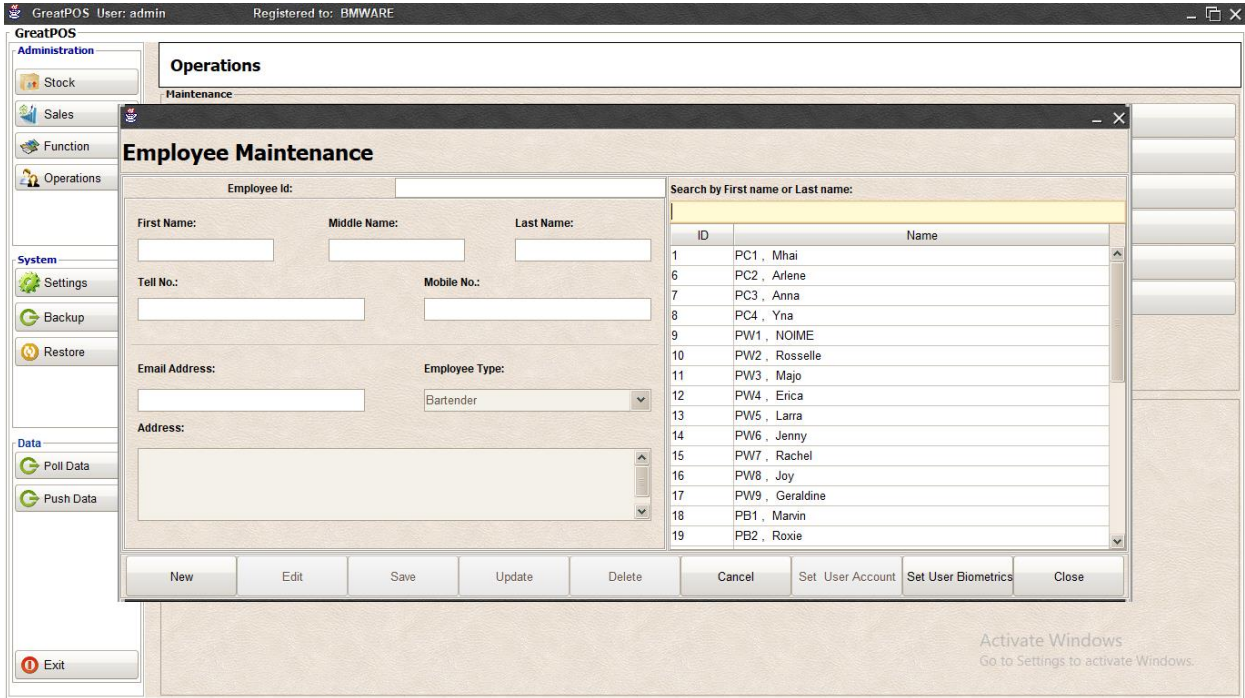 GreatPOS User: admin Registered to: BMWARE
GreatPOS
Administration
Stock
Sales
Function
Operations
System
Settings
Backup
Restore
Data
Poll Data
Push Data
Exit
Operations
Maintenance
Employee Maintenance
Employee Id:
First Name: Middle Name: Last Name:
Tell No.: Mobile No.:
Email Address: Employee Type:
Bartender
Address:
Search by First name or Last name:
ID Name
1 PC1 , Mhai
6 PC2 , Arlene
7 PC3 , Anna
8 PC4 , Yna
9 PW1 , NOIME
10 PW2 , Rosselle
11 PW3 , Majo
12 PW4 , Erica
13 PW5 , Larra
14 PW6 , Jenny
15 PW7 , Rachel
16 PW8 , Joy
17 PW9 , Geraldine
18 PB1 , Marvin
19 PB2 , Roxie
New Edit Save Update Delete Cancel Set User Account Set User Biometrics Close
Activate Windows
Go to Settings to activate Windows.